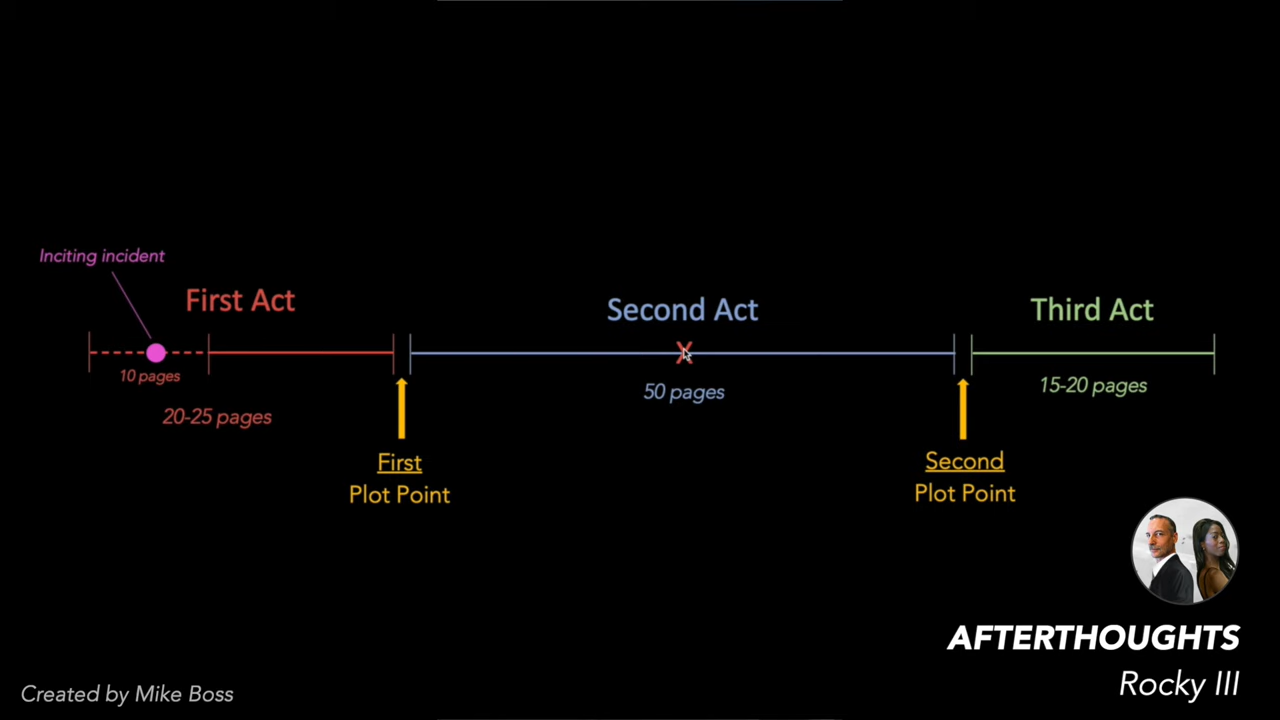 Inciting incident
First Act
10 pages
20-25 pages
First
Plot Point
Second Act
X
50 pages
Second
Plot Point
Third Act
15-20 pages
AFTERTHOUGHTS
Rocky III
Created by Mike Boss